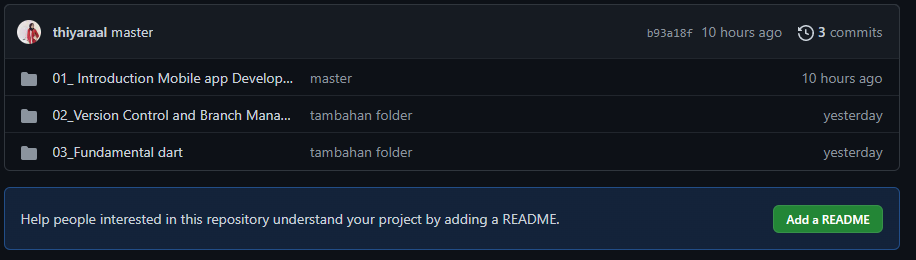 thiyaraal master b93a18f 10 hours ago 3 commits
01_ Introduction Mobile app Develop... master 10 hours ago
02_Version Control and Branch Mana... tambahan folder yesterday
03_Fundamental dart tambahan folder yesterday
Help people interested in this repository understand your project by adding a README. Add a README